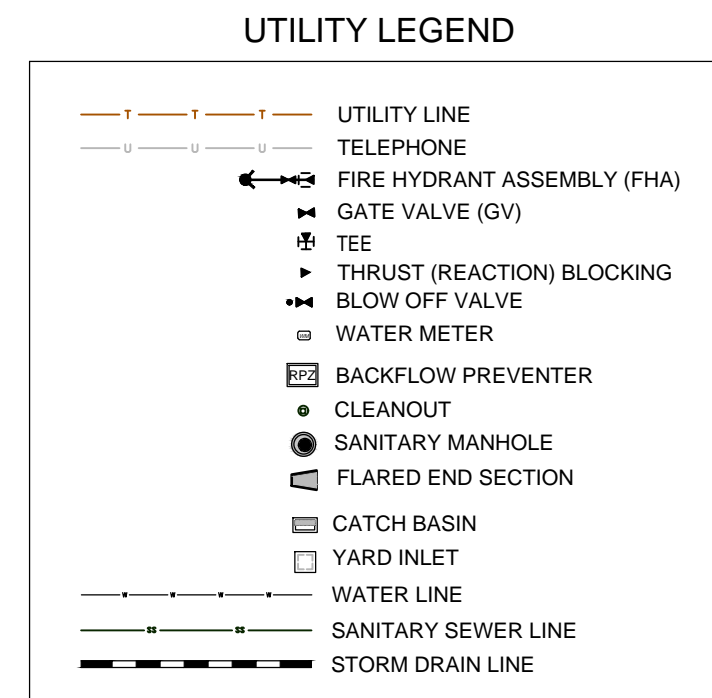 UTILITY LEGEND
T T T UTILITY LINE
U U U TELEPHONE
FIRE HYDRANT ASSEMBLY (FHA)
GATE VALVE (GV)
TEE
THRUST (REACTION) BLOCKING
BLOW OFF VALVE
WM WATER METER
RPZ BACKFLOW PREVENTER
CLEANOUT
SANITARY MANHOLE
FLARED END SECTION
CATCH BASIN
YARD INLET
W W W W WATER LINE
SS SS SANITARY SEWER LINE
STORM DRAIN LINE